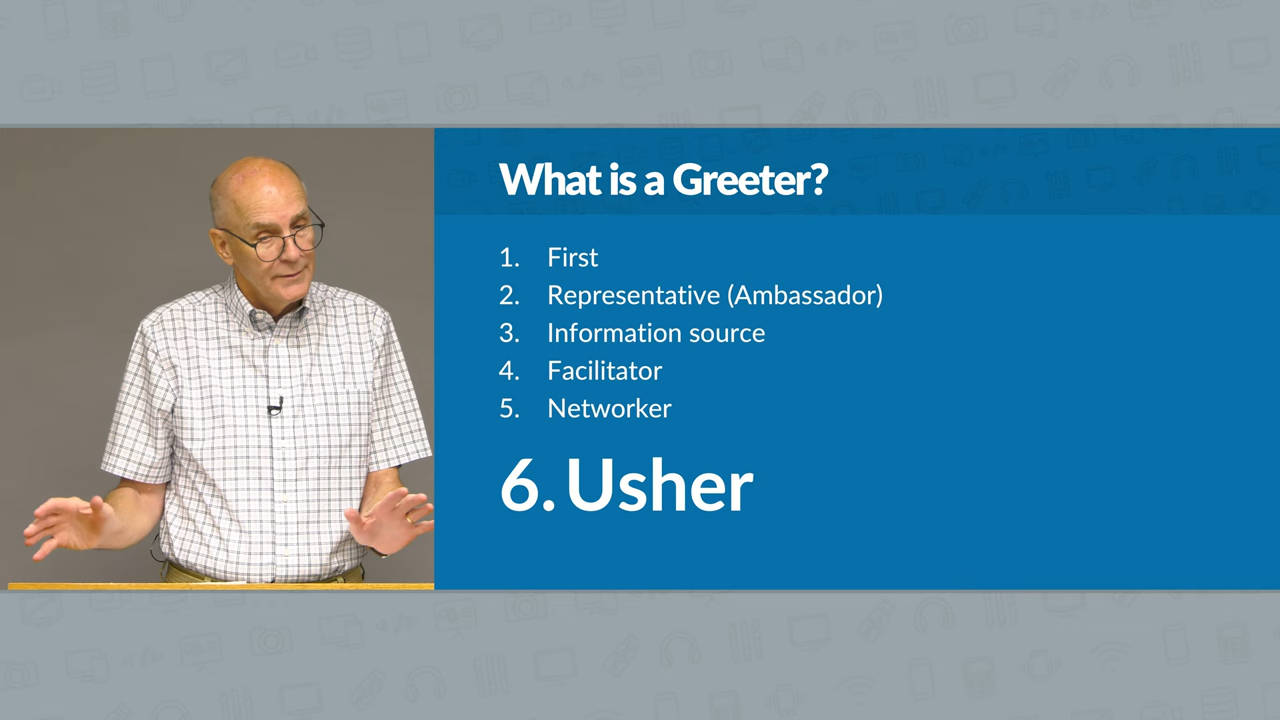 What is a Greeter?
1. First
2. Representative (Ambassador)
3. Information source
4. Facilitator
5. Networker
6. Usher